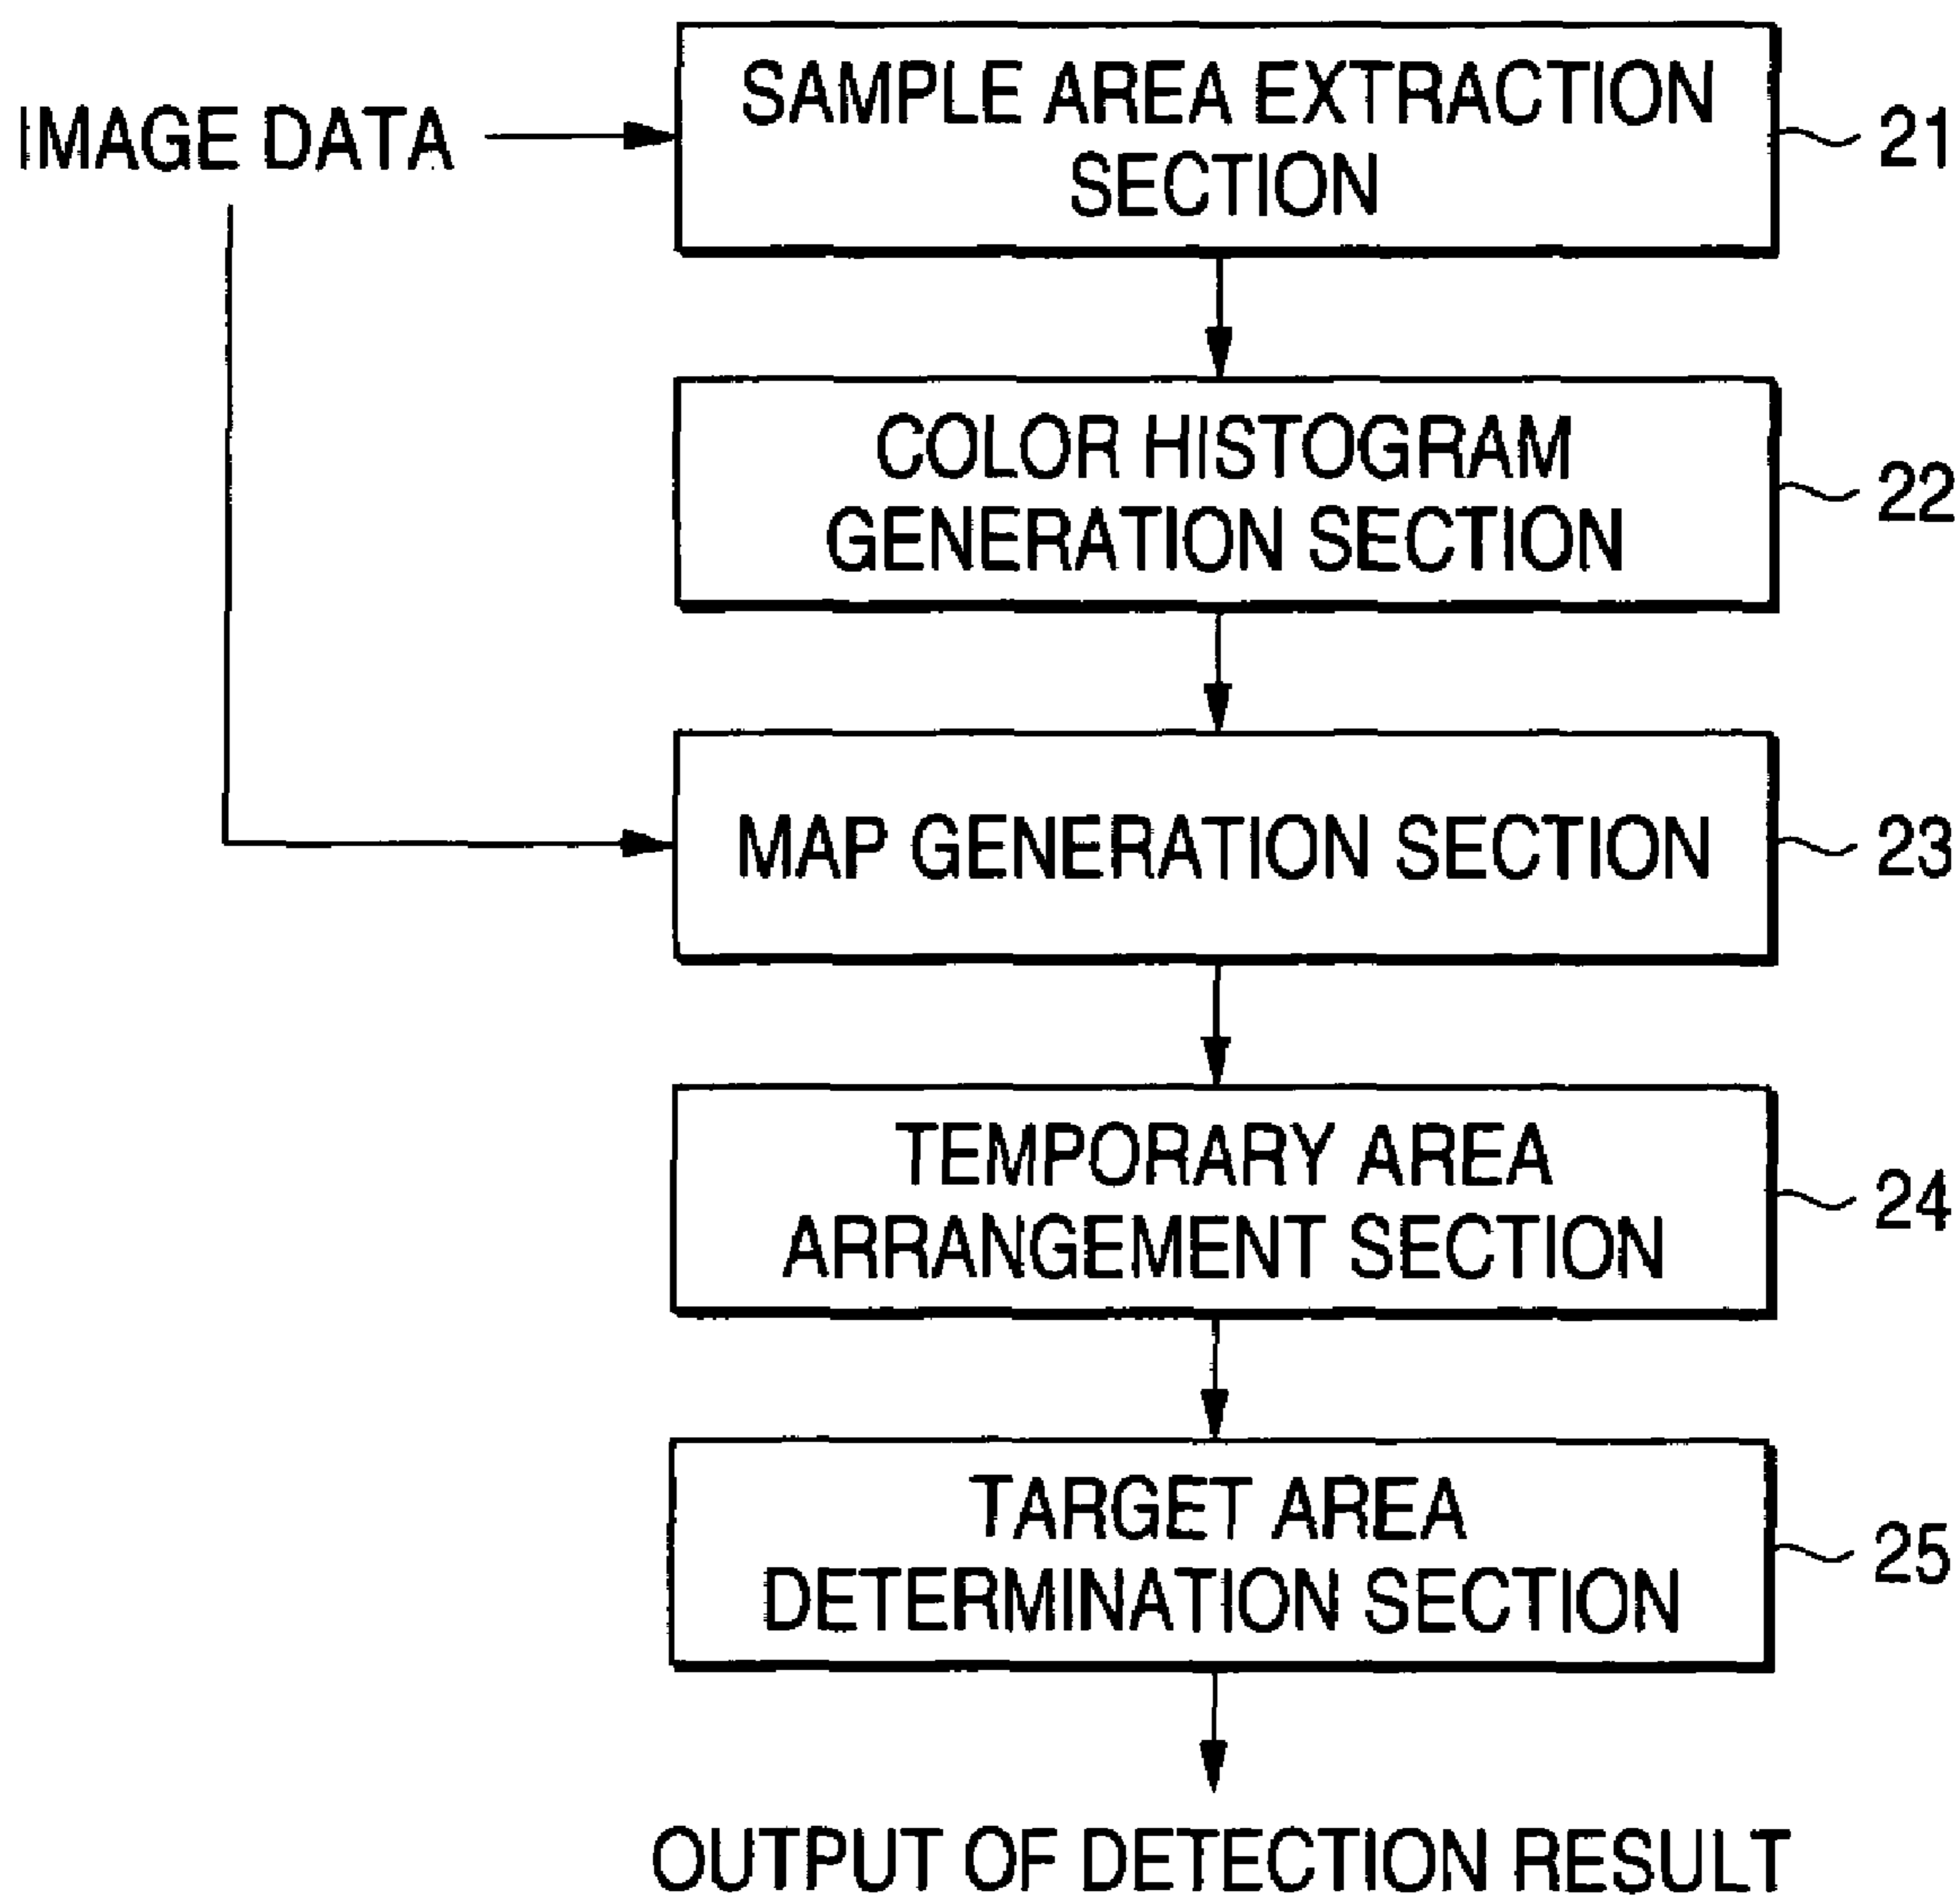 IMAGE DATA
SAMPLE AREA EXTRACTION
SECTION
21
COLOR HISTOGRAM
GENERATION SECTION
22
MAP GENERATION SECTION
23
TEMPORARY AREA
ARRANGEMENT SECTION
24
TARGET AREA
DETERMINATION SECTION
25
OUTPUT OF DETECTION RESULT